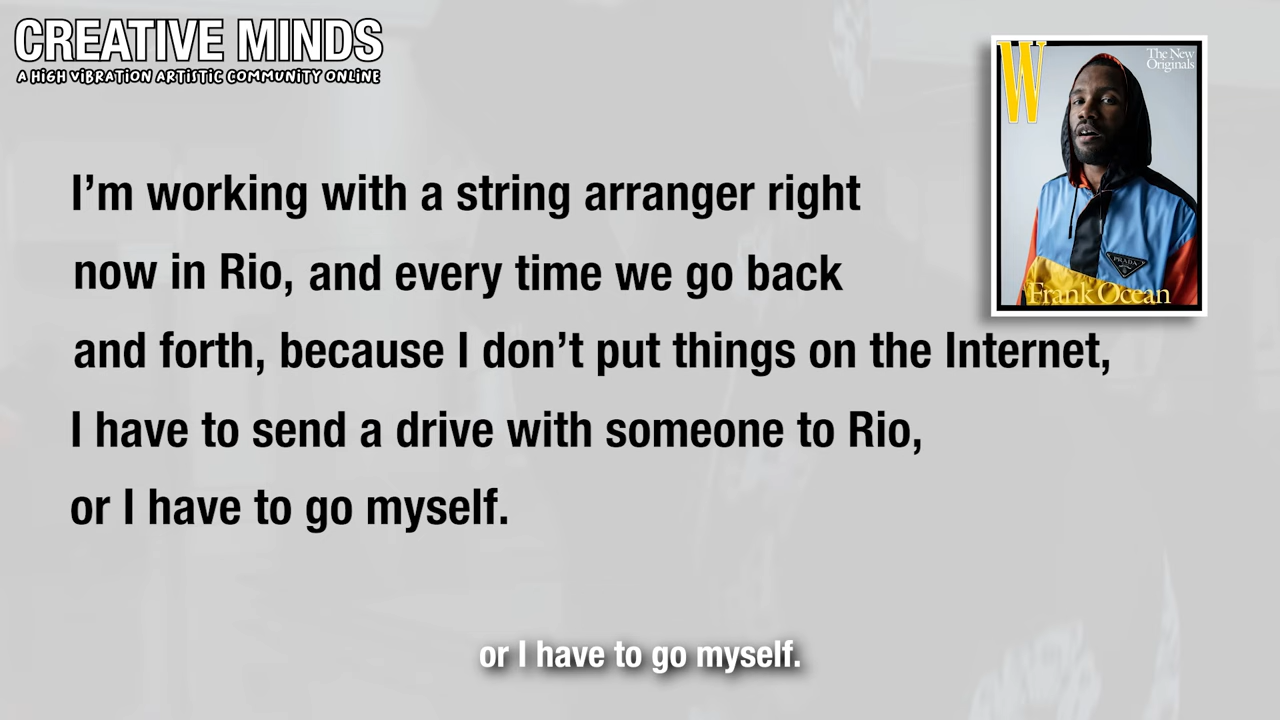 CREATIVE MINDS
A HIGH VIBRATION ARTISTIC COMMUNITY ONLINE
W
The New
Originals
PRADA
Frank Ocean
I’m working with a string arranger right
now in Rio, and every time we go back
and forth, because I don’t put things on the Internet,
I have to send a drive with someone to Rio,
or I have to go myself.
or I have to go myself.